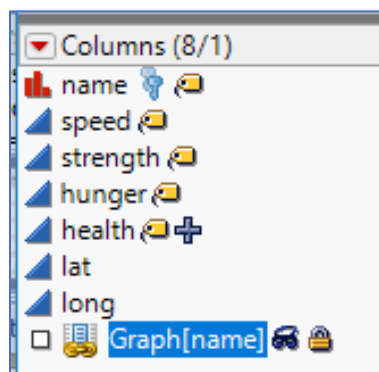 Columns (8/1)
name
speed
strength
hunger
health
lat
long
Graph[name]